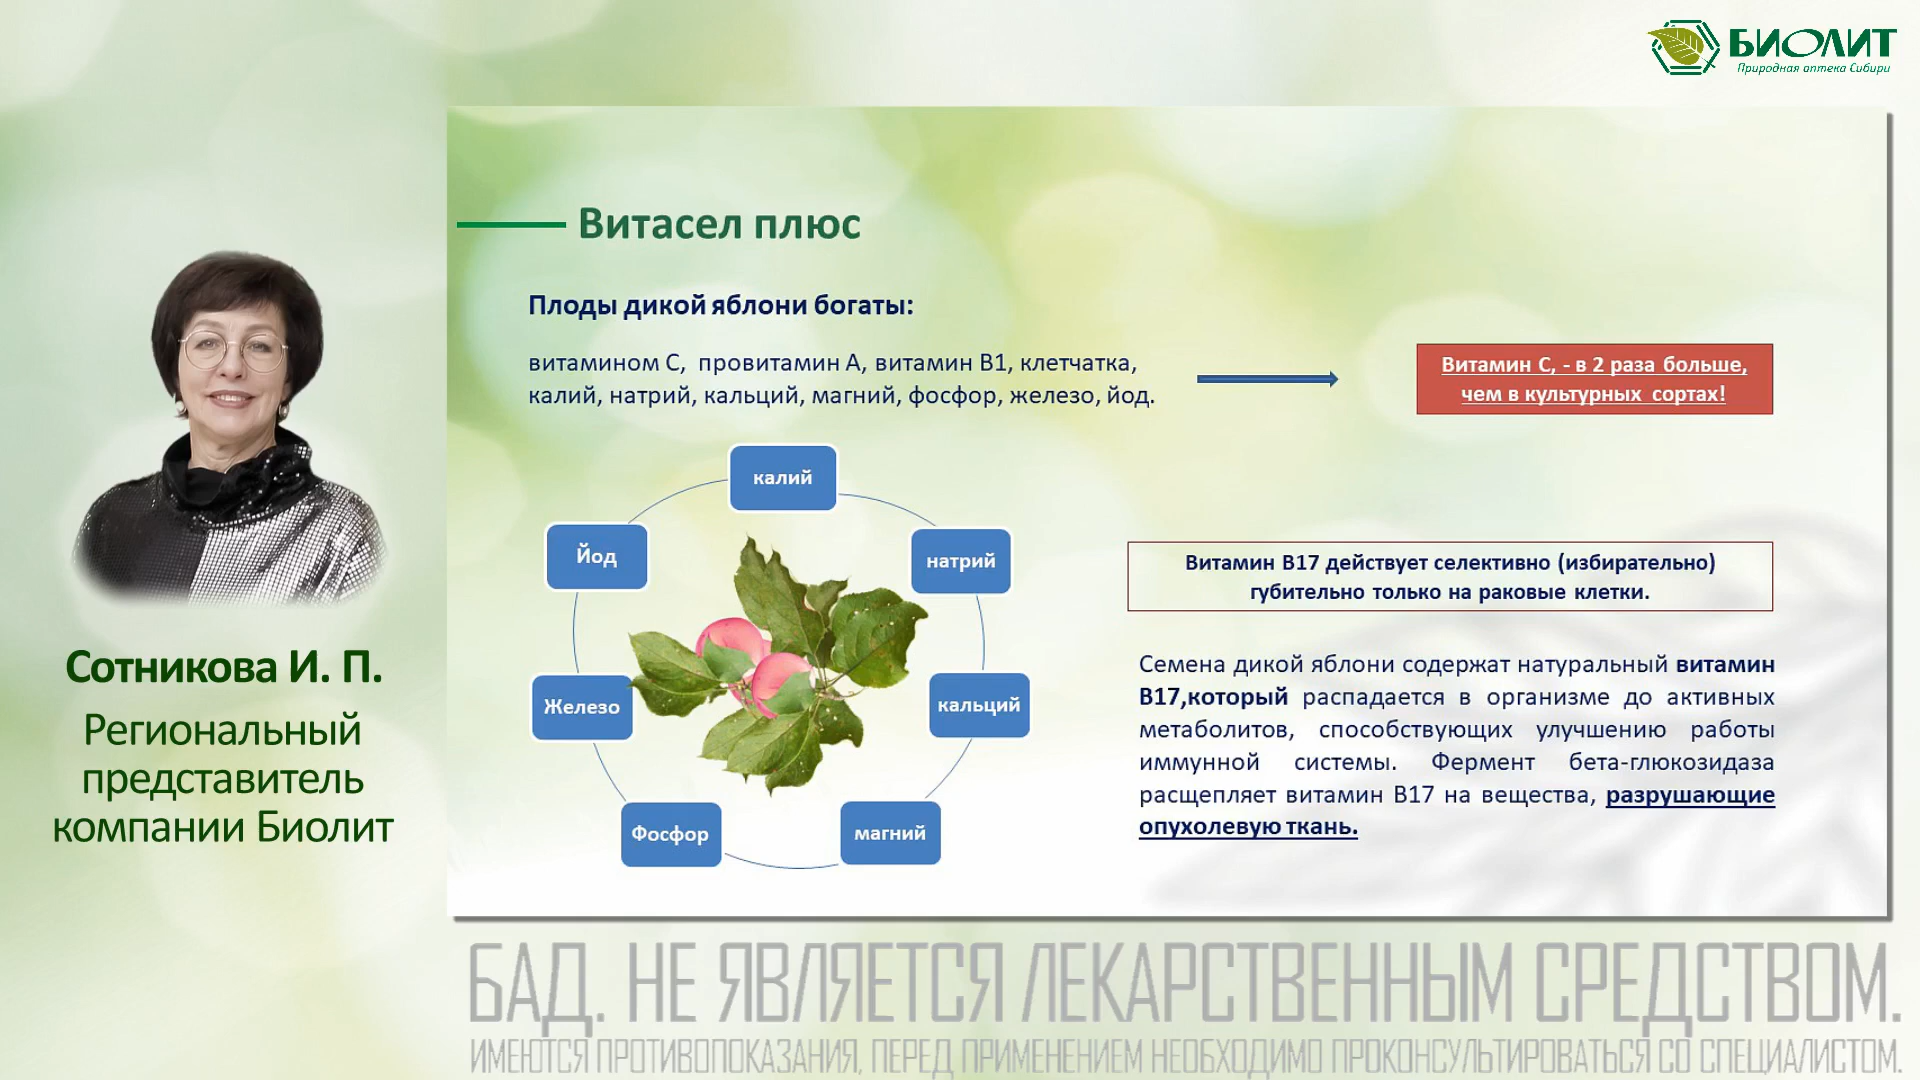 БИОЛИТ
Природная аптека Сибири
Витасел плюс
Плоды дикой яблони богаты:
витамином С, провитамин А, витамин В1, клетчатка,
калий, натрий, кальций, магний, фосфор, железо, йод.
Витамин С, - в 2 раза больше,
чем в культурных сортах!
калий
Йод
натрий
Железо
кальций
Фосфор
магний
Витамин В17 действует селективно (избирательно)
губительно только на раковые клетки.
Семена дикой яблони содержат натуральный витамин
В17,который распадается в организме до активных
метаболитов, способствующих улучшению работы
иммунной системы. Фермент бета-глюкозидаза
расщепляет витамин В17 на вещества, разрушающие
опухолевую ткань.
Сотникова И. П.
Региональный
представитель
компании Биолит
БАД. НЕ ЯВЛЯЕТСЯ ЛЕКАРСТВЕННЫМ СРЕДСТВОМ.
ИМЕЮТСЯ ПРОТИВОПОКАЗАНИЯ, ПЕРЕД ПРИМЕНЕНИЕМ НЕОБХОДИМО ПРОКОНСУЛЬТИРОВАТЬСЯ СО СПЕЦИАЛИСТОМ.